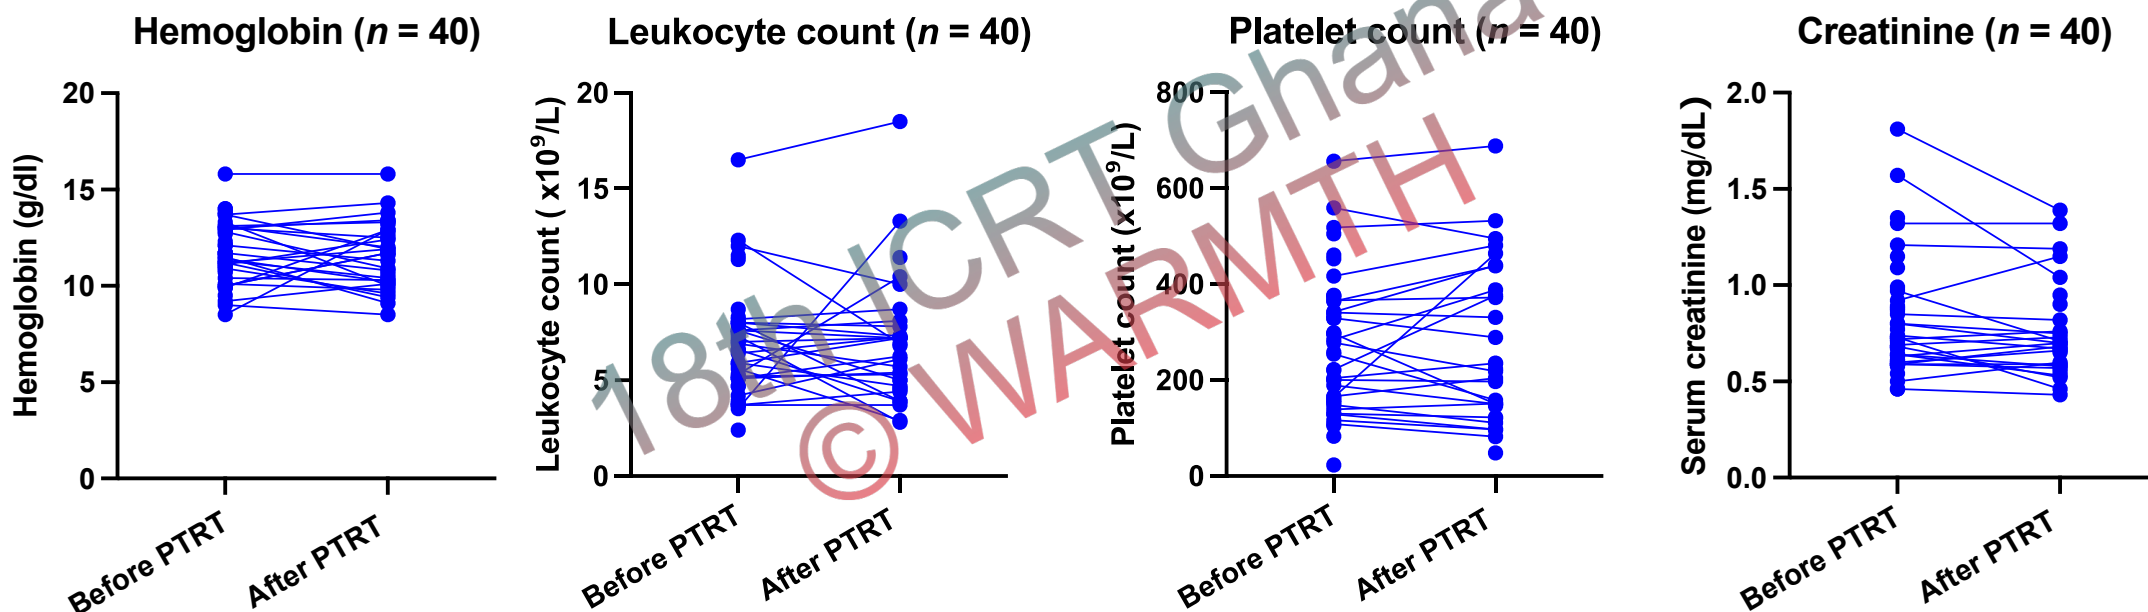 Hemoglobin (n = 40)
Hemoglobin (g/dl)
20
15
10
5
0
Before PTRT
After PTRT
Leukocyte count (n = 40)
Leukocyte count ( x10⁹/L)
20
15
10
5
0
Before PTRT
After PTRT
Platelet count (n = 40)
Platelet count (x10⁹/L)
800
600
400
200
0
Before PTRT
After PTRT
Creatinine (n = 40)
Serum creatinine (mg/dL)
2.0
1.5
1.0
0.5
0.0
Before PTRT
After PTRT
18th ICRT Ghana
© WARMTH